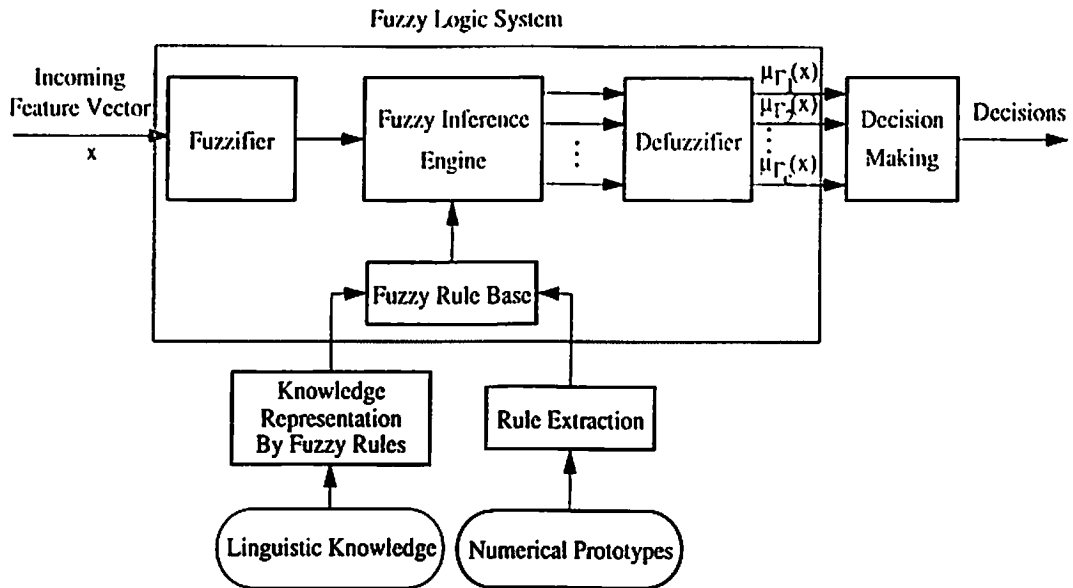 Fuzzy Logic System
Incoming
Feature Vector
x
Fuzzifier
Fuzzy Inference
Engine
Defuzzifier
μΓ1(x)
μΓ2(x)
μΓc(x)
Decision
Making
Decisions
Fuzzy Rule Base
Knowledge
Representation
By Fuzzy Rules
Rule Extraction
Linguistic Knowledge
Numerical Prototypes